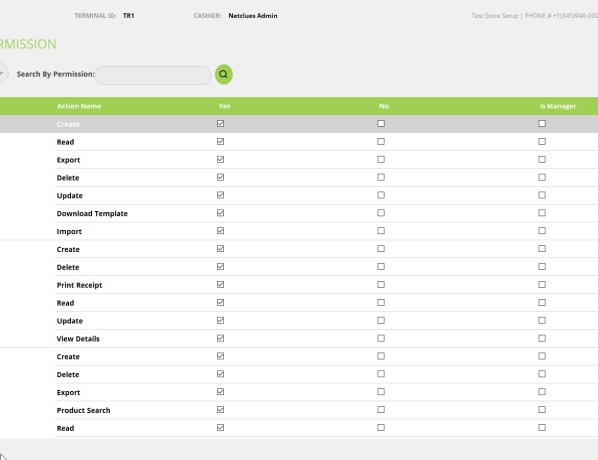 TERMINAL ID: TR1 CASHIER: Netclues Admin Test Store Setup | PHONE # +1(345)946-000
RMISSION
Search By Permission:
Action Name Yes No Is Manager
Create
Read
Export
Delete
Update
Download Template
Import
Create
Delete
Print Receipt
Read
Update
View Details
Create
Delete
Export
Product Search
Read